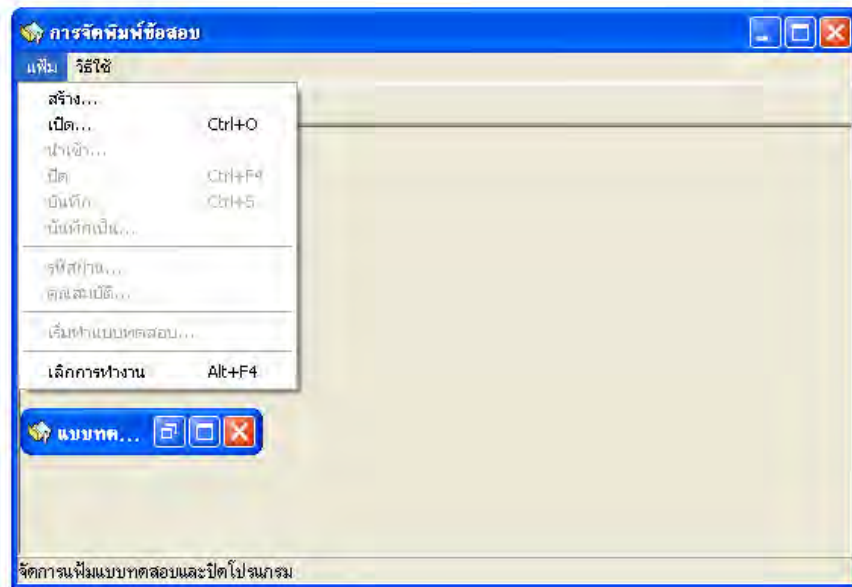 การจัดพิมพ์ข้อสอบ
แฟ้ม วิธีใช้
สร้าง...
เปิด... Ctrl+O
นำเข้า...
ปิด Ctrl+F4
บันทึก Ctrl+S
บันทึกเป็น...
รหัสผ่าน...
คุณสมบัติ...
เริ่มทำแบบทดสอบ...
เลิกการทำงาน Alt+F4
แบบทด...
จัดการแฟ้มแบบทดสอบและปิดโปรแกรม